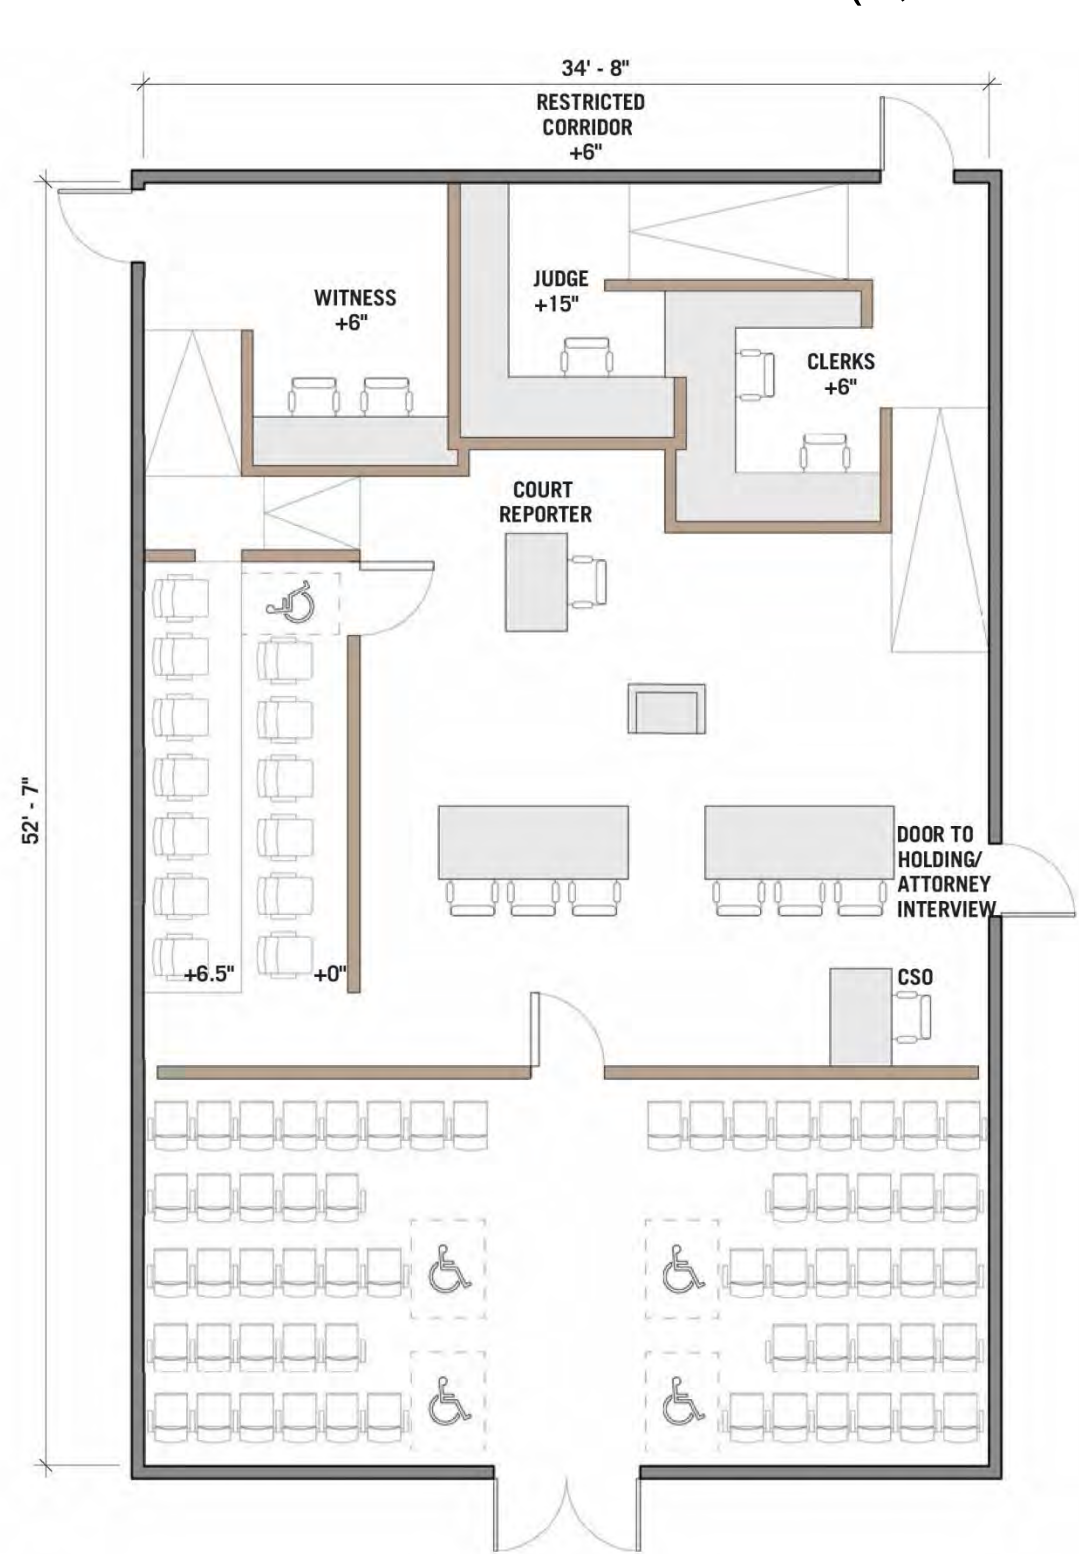 34' - 8"
RESTRICTED
CORRIDOR
+6"
WITNESS
+6"
JUDGE
+15"
CLERKS
+6"
COURT
REPORTER
52' - 7"
DOOR TO
HOLDING/
ATTORNEY
INTERVIEW
+6.5"
+0"
CSO